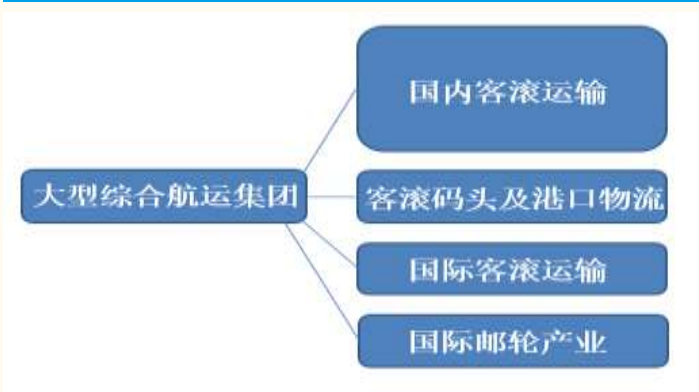 国内客滚运输
大型综合航运集团
客滚码头及港口物流
国际客滚运输
国际邮轮产业